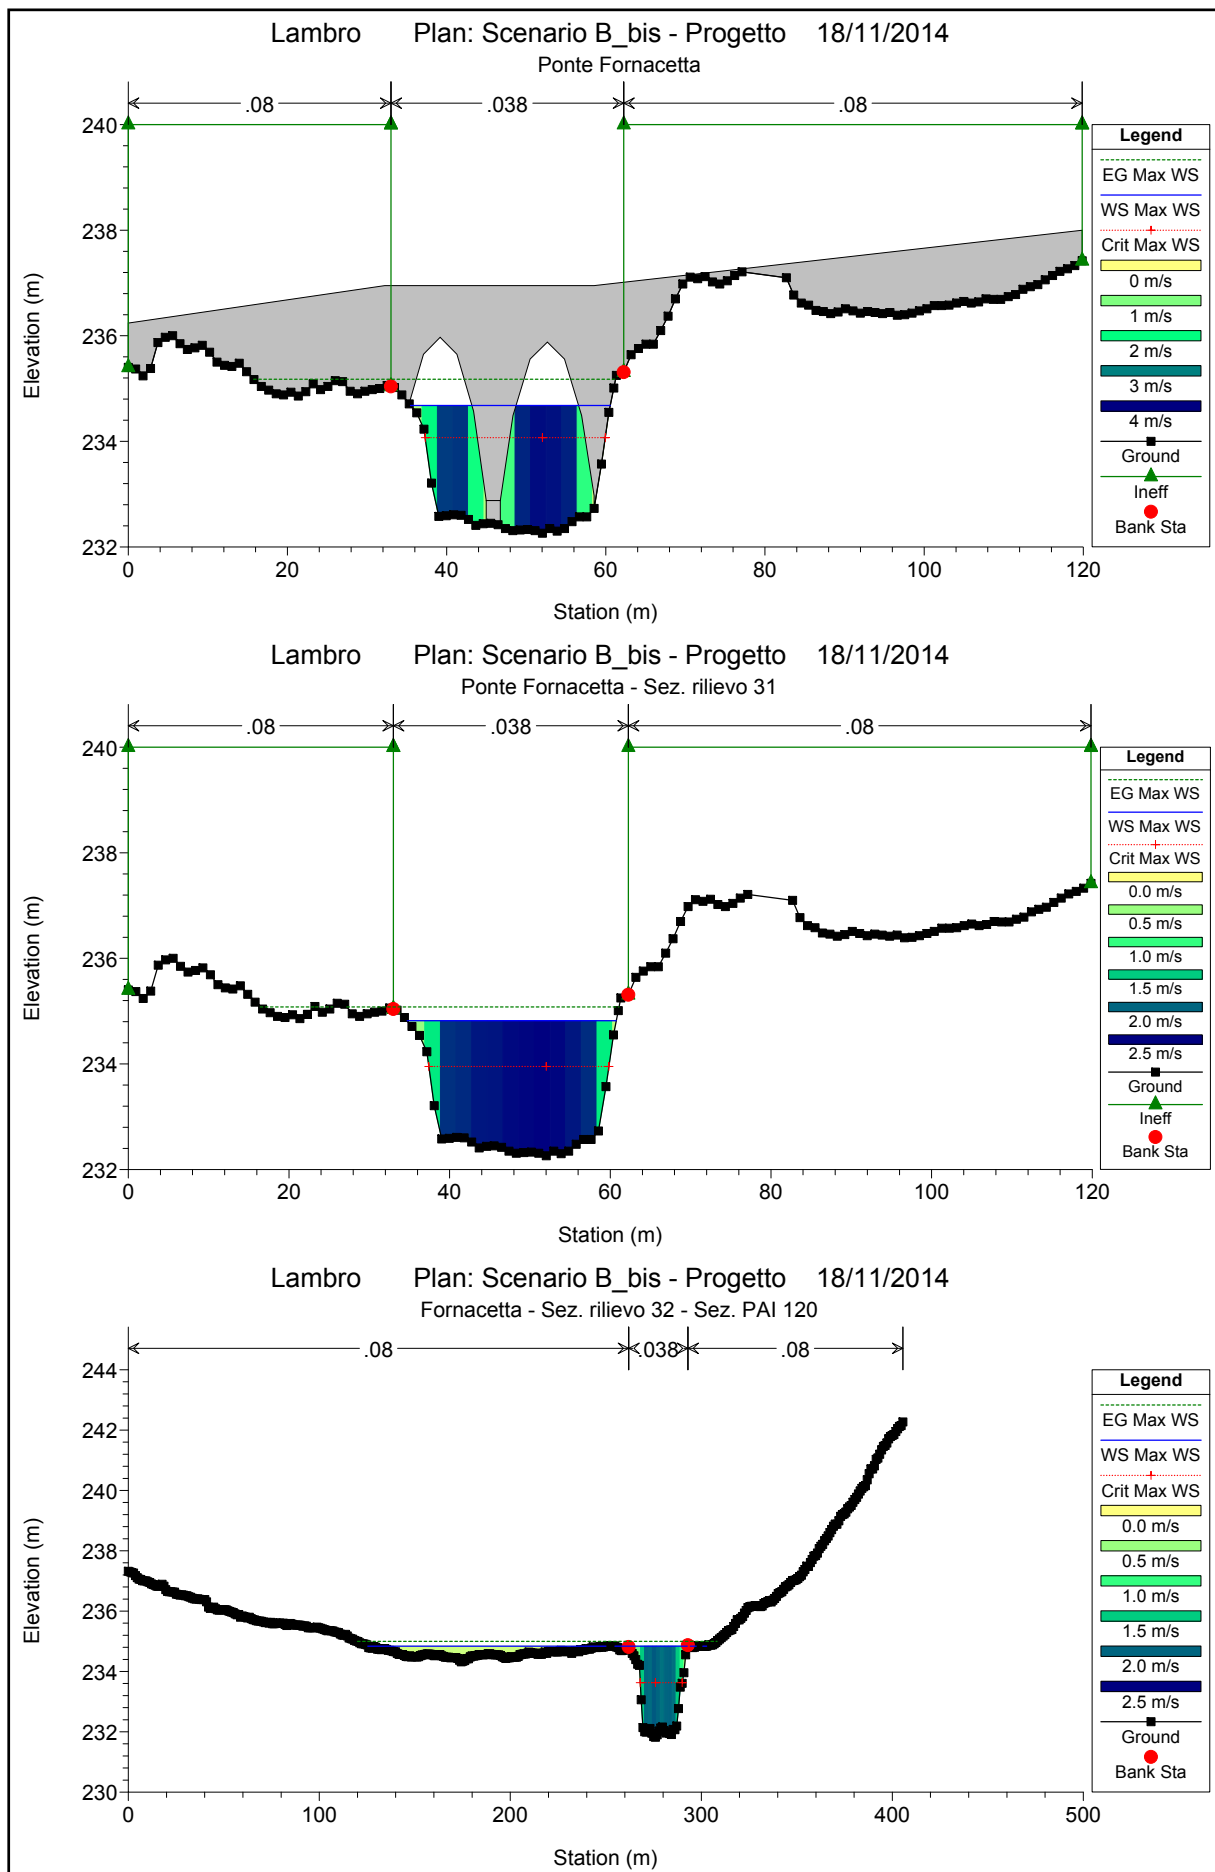 Lambro Plan: Scenario B_bis - Progetto 18/11/2014
Ponte Fornacetta
.08 .038 .08
240
238
236
234
232
Elevation (m)
0 20 40 60 80 100 120
Station (m)
Legend
EG Max WS
WS Max WS
Crit Max WS
0 m/s
1 m/s
2 m/s
3 m/s
4 m/s
Ground
Ineff
Bank Sta
Lambro Plan: Scenario B_bis - Progetto 18/11/2014
Ponte Fornacetta - Sez. rilievo 31
.08 .038 .08
240
238
236
234
232
Elevation (m)
0 20 40 60 80 100 120
Station (m)
Legend
EG Max WS
WS Max WS
Crit Max WS
0.0 m/s
0.5 m/s
1.0 m/s
1.5 m/s
2.0 m/s
2.5 m/s
Ground
Ineff
Bank Sta
Lambro Plan: Scenario B_bis - Progetto 18/11/2014
Fornacetta - Sez. rilievo 32 - Sez. PAI 120
.08 .038 .08
244
242
240
238
236
234
232
230
Elevation (m)
0 100 200 300 400 500
Station (m)
Legend
EG Max WS
WS Max WS
Crit Max WS
0.0 m/s
0.5 m/s
1.0 m/s
1.5 m/s
2.0 m/s
2.5 m/s
Ground
Bank Sta